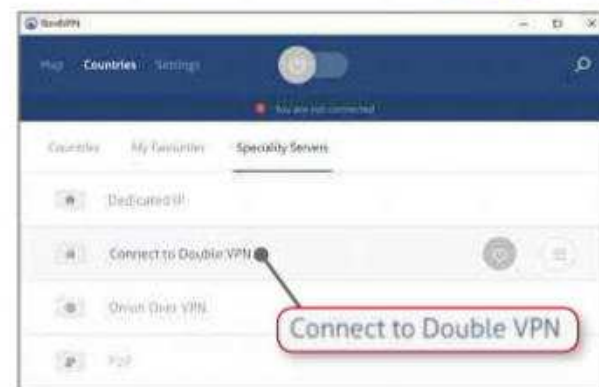 NordVPN
Map Countries Settings
You are not connected
Countries My Favourites Speciality Servers
Dedicated IP
Connect to Double VPN
Onion Over VPN
Connect to Double VPN
P2P